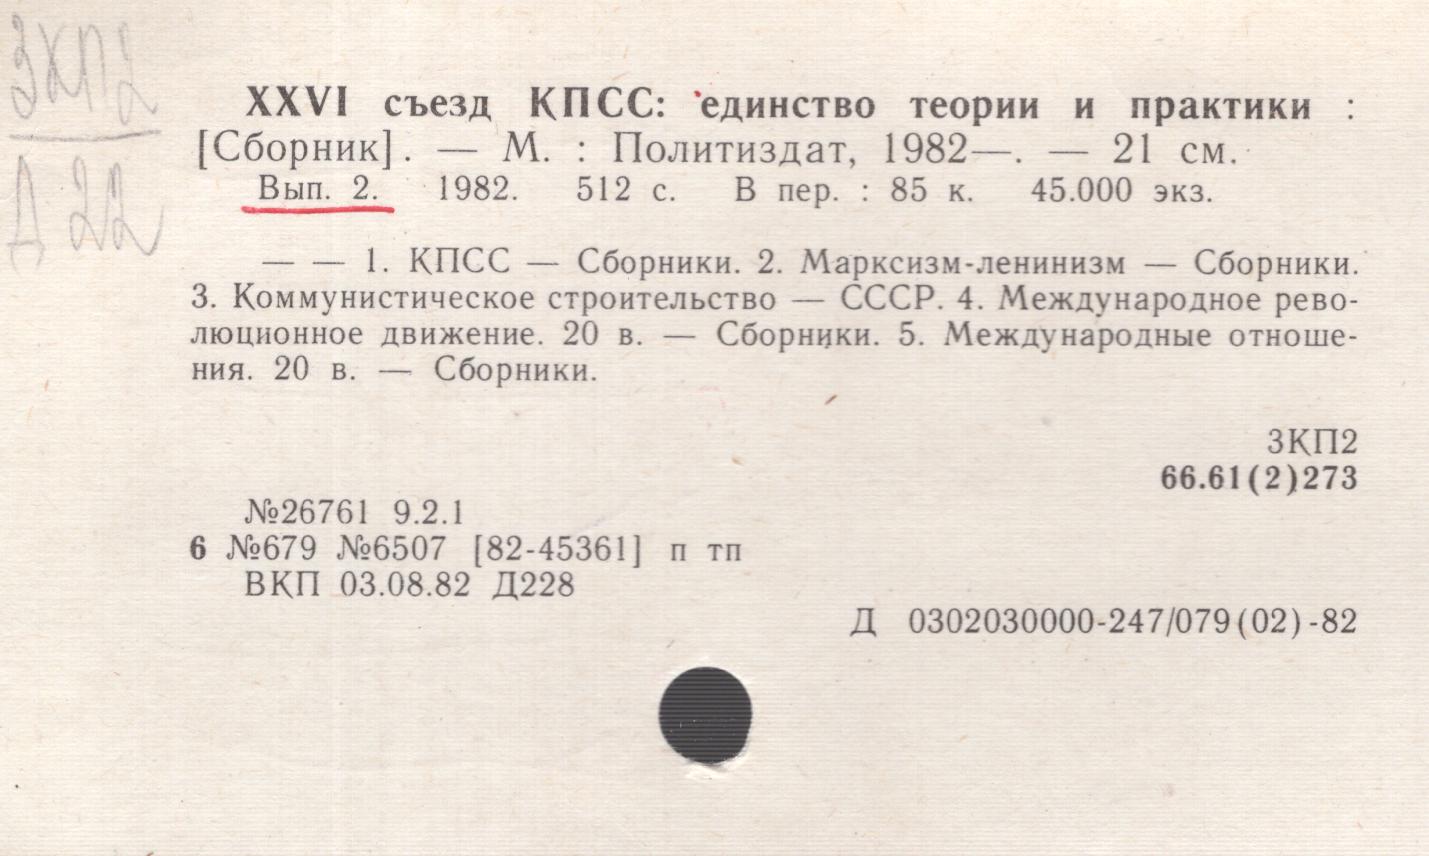 3КП2
Д 22
XXVI съезд КПСС: единство теории и практики :
[Сборник]. — М. : Политиздат, 1982—. — 21 см.
Вып. 2. 1982. 512 с. В пер. : 85 к. 45.000 экз.
— — 1. КПСС — Сборники. 2. Марксизм-ленинизм — Сборники.
3. Коммунистическое строительство — СССР. 4. Международное рево-
люционное движение. 20 в. — Сборники. 5. Международные отноше-
ния. 20 в. — Сборники.
3КП2
66.61(2)273
№26761 9.2.1
6 №679 №6507 [82-45361] п тп
ВКП 03.08.82 Д228
Д 0302030000-247/079(02)-82